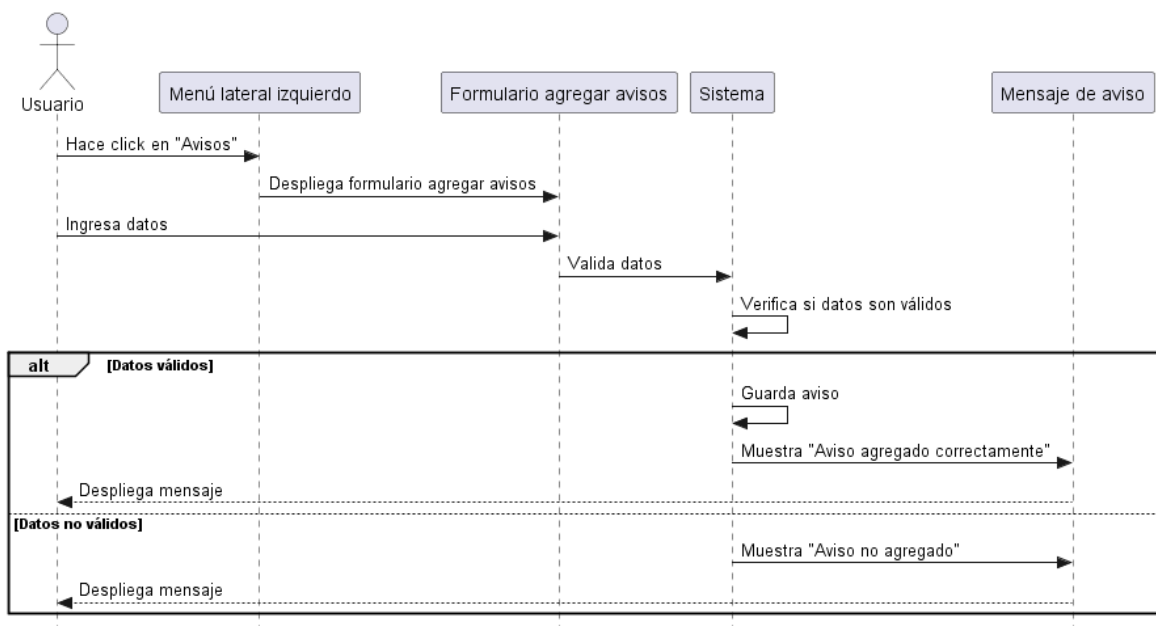 Usuario
Menú lateral izquierdo
Formulario agregar avisos
Sistema
Mensaje de aviso
Hace click en "Avisos"
Despliega formulario agregar avisos
Ingresa datos
Valida datos
Verifica si datos son válidos
alt
[Datos válidos]
Guarda aviso
Muestra "Aviso agregado correctamente"
Despliega mensaje
[Datos no válidos]
Muestra "Aviso no agregado"
Despliega mensaje